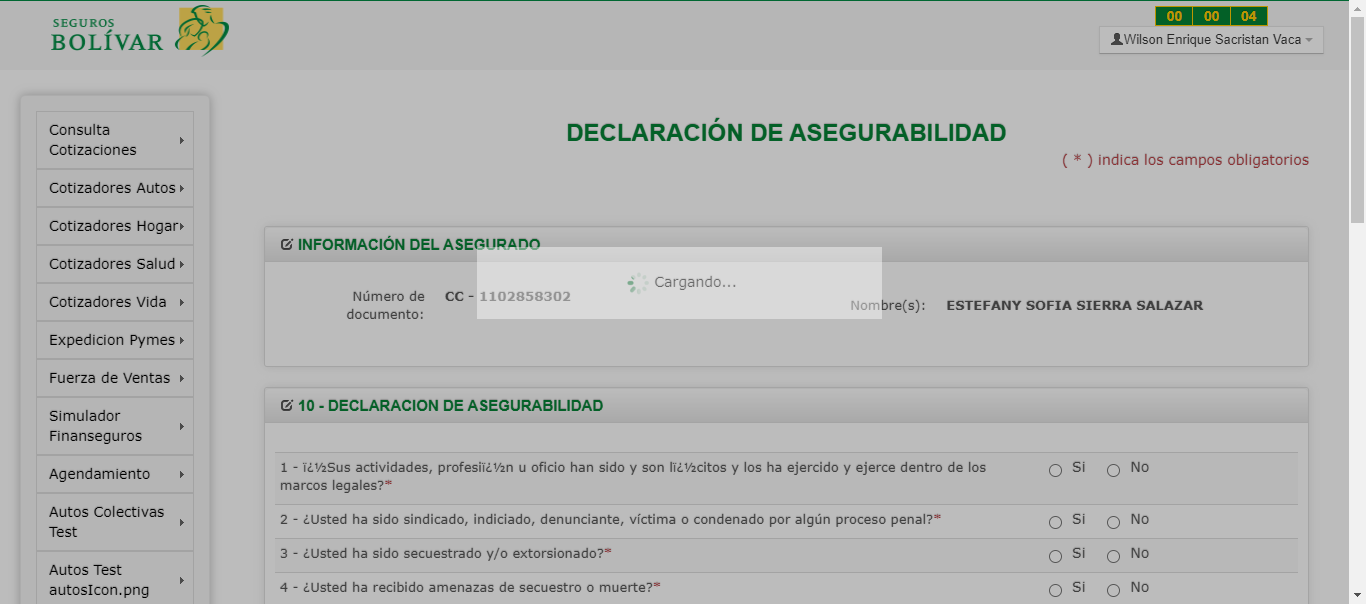 SEGUROS
BOLÍVAR
00 00 04
Wilson Enrique Sacristan Vaca
Consulta
Cotizaciones
Cotizadores Autos
Cotizadores Hogar
Cotizadores Salud
Cotizadores Vida
Expedicion Pymes
Fuerza de Ventas
Simulador
Finanseguros
Agendamiento
Autos Colectivas
Test
Autos Test
autosIcon.png
DECLARACIÓN DE ASEGURABILIDAD
( * ) indica los campos obligatorios
INFORMACIÓN DEL ASEGURADO
Cargando...
Número de
documento:
CC - 1102858302
Nombre(s): ESTEFANY SOFIA SIERRA SALAZAR
10 - DECLARACION DE ASEGURABILIDAD
1 - ï¿½Sus actividades, profesiï¿½n u oficio han sido y son lï¿½citos y los ha ejercido y ejerce dentro de los
marcos legales?*
Si No
2 - ¿Usted ha sido sindicado, indiciado, denunciante, víctima o condenado por algún proceso penal?* Si No
3 - ¿Usted ha sido secuestrado y/o extorsionado?* Si No
4 - ¿Usted ha recibido amenazas de secuestro o muerte?* Si No